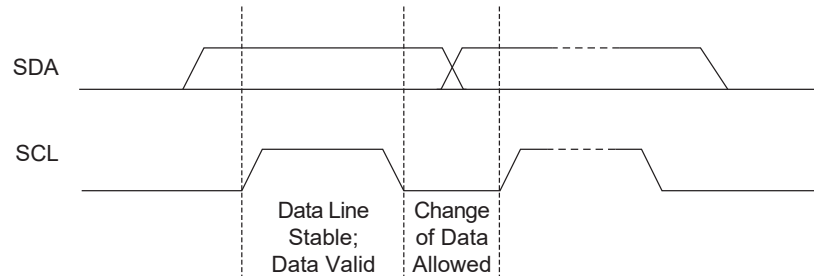 SDA
SCL
Data Line
Stable;
Data Valid
Change
of Data
Allowed